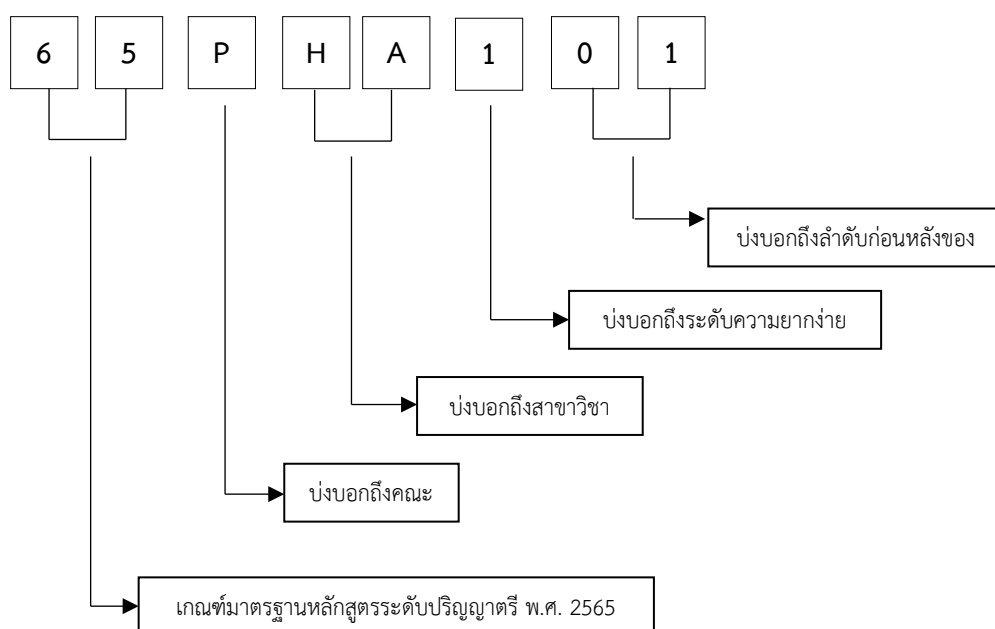 6 5 P H A 1 0 1
บ่งบอกถึงลำดับก่อนหลังของ
บ่งบอกถึงระดับความยากง่าย
บ่งบอกถึงสาขาวิชา
บ่งบอกถึงคณะ
เกณฑ์มาตรฐานหลักสูตรระดับปริญญาตรี พ.ศ. 2565